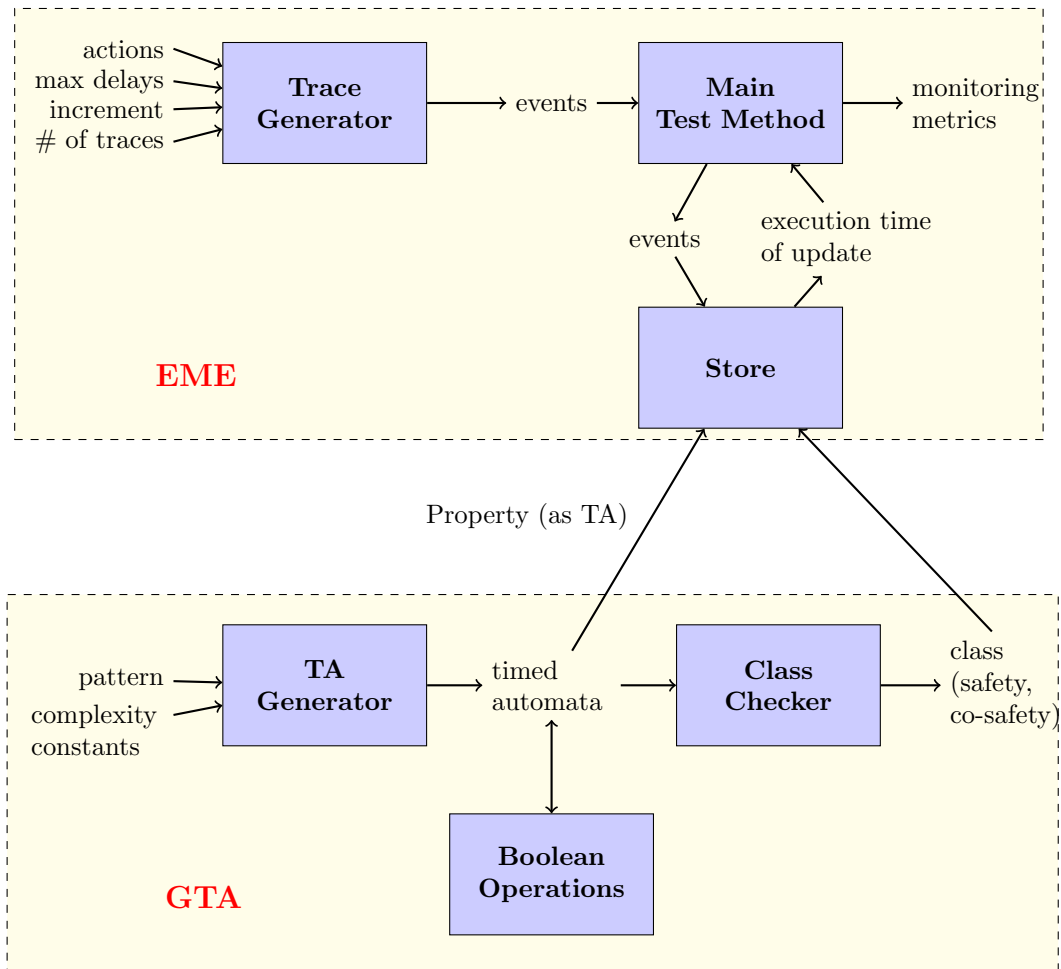 actions
max delays
increment
# of traces
Trace
Generator
events
Main
Test Method
monitoring
metrics
events
execution time
of update
Store
EME
Property (as TA)
pattern
complexity
constants
TA
Generator
timed
automata
Class
Checker
class
(safety,
co-safety)
Boolean
Operations
GTA